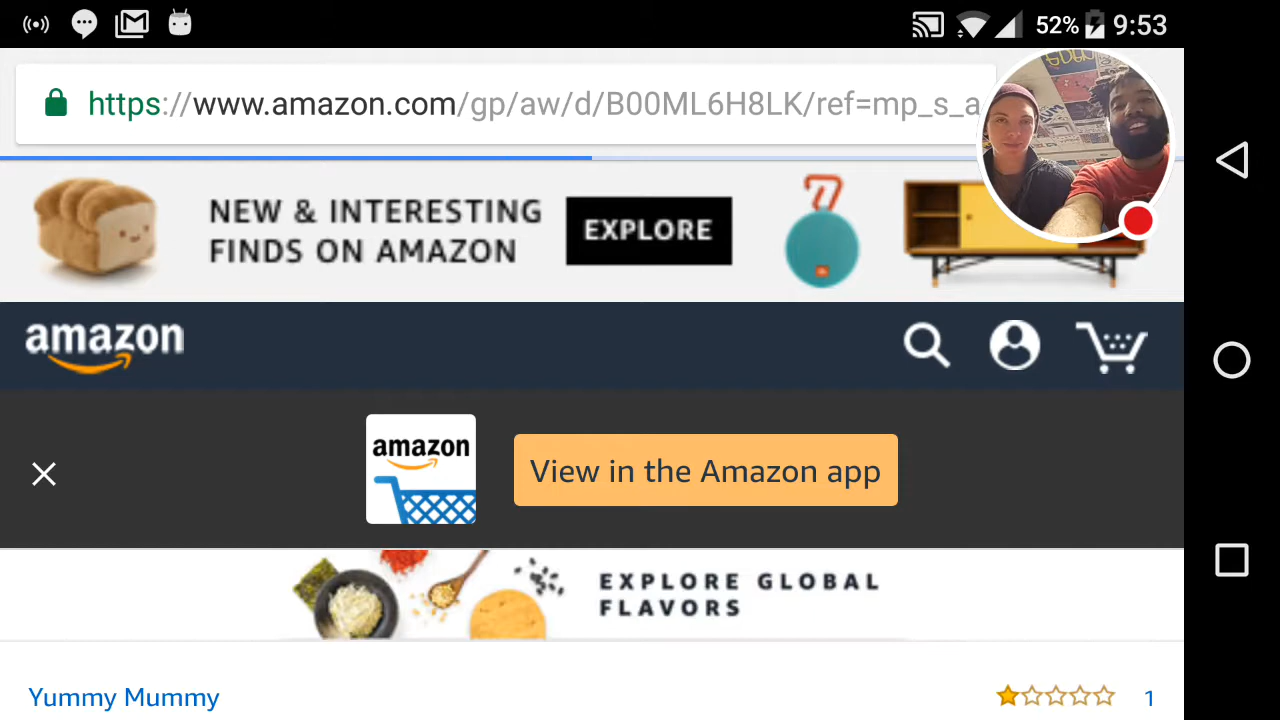 52% 9:53
https://www.amazon.com/gp/aw/d/B00ML6H8LK/ref=mp_s_a
NEW & INTERESTING
FINDS ON AMAZON
EXPLORE
amazon
amazon
View in the Amazon app
EXPLORE GLOBAL
FLAVORS
Yummy Mummy
1